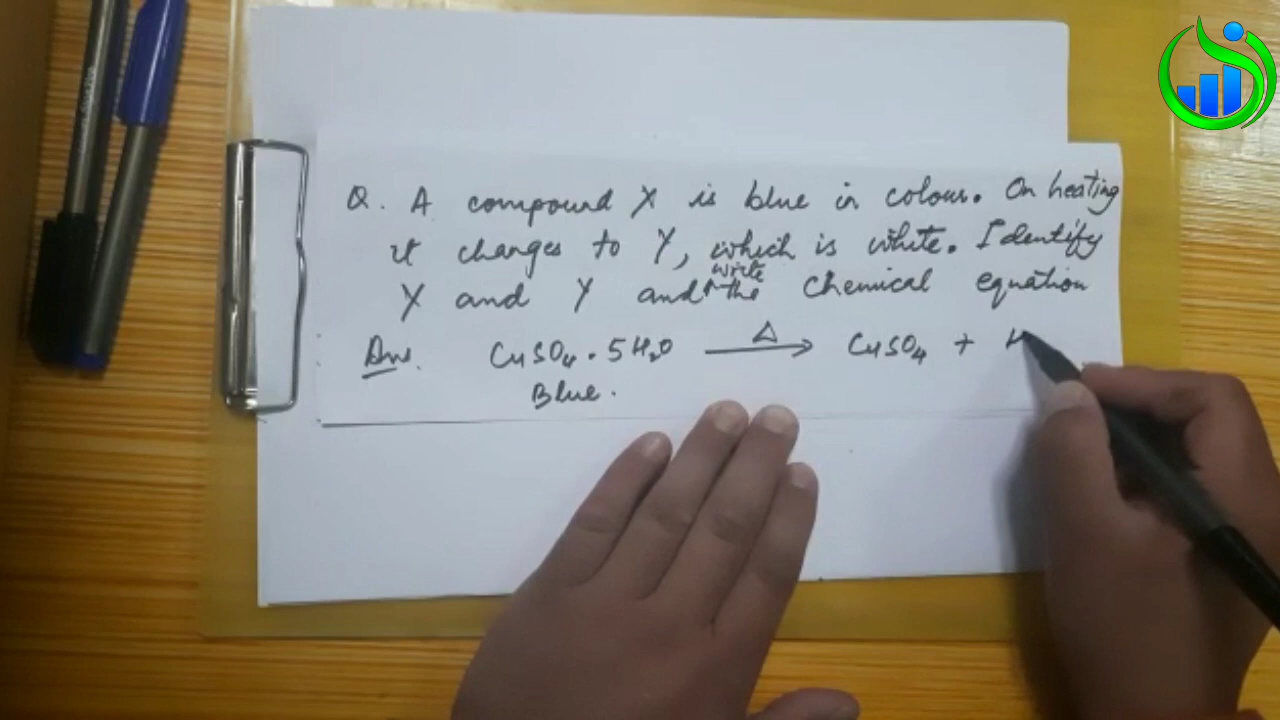 Q. A compound X is blue in colour. On heating
it changes to Y, which is white. Identify
X and Y and write the chemical equation
Ans. CuSO4.5H2O —Δ→ CuSO4 + H
Blue.